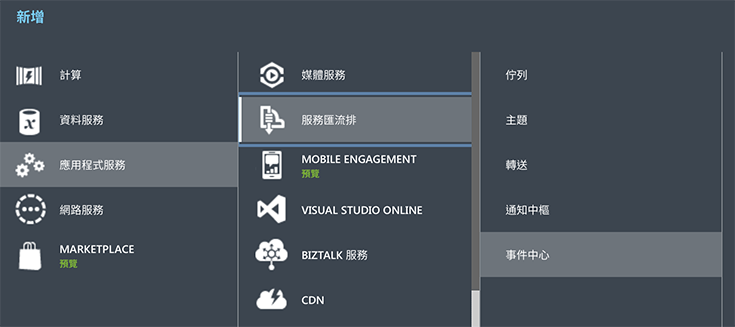 新增
計算
資料服務
應用程式服務
網路服務
MARKETPLACE
預覽
媒體服務
服務匯流排
MOBILE ENGAGEMENT
預覽
VISUAL STUDIO ONLINE
BIZTALK 服務
CDN
佇列
主題
轉送
通知中樞
事件中心